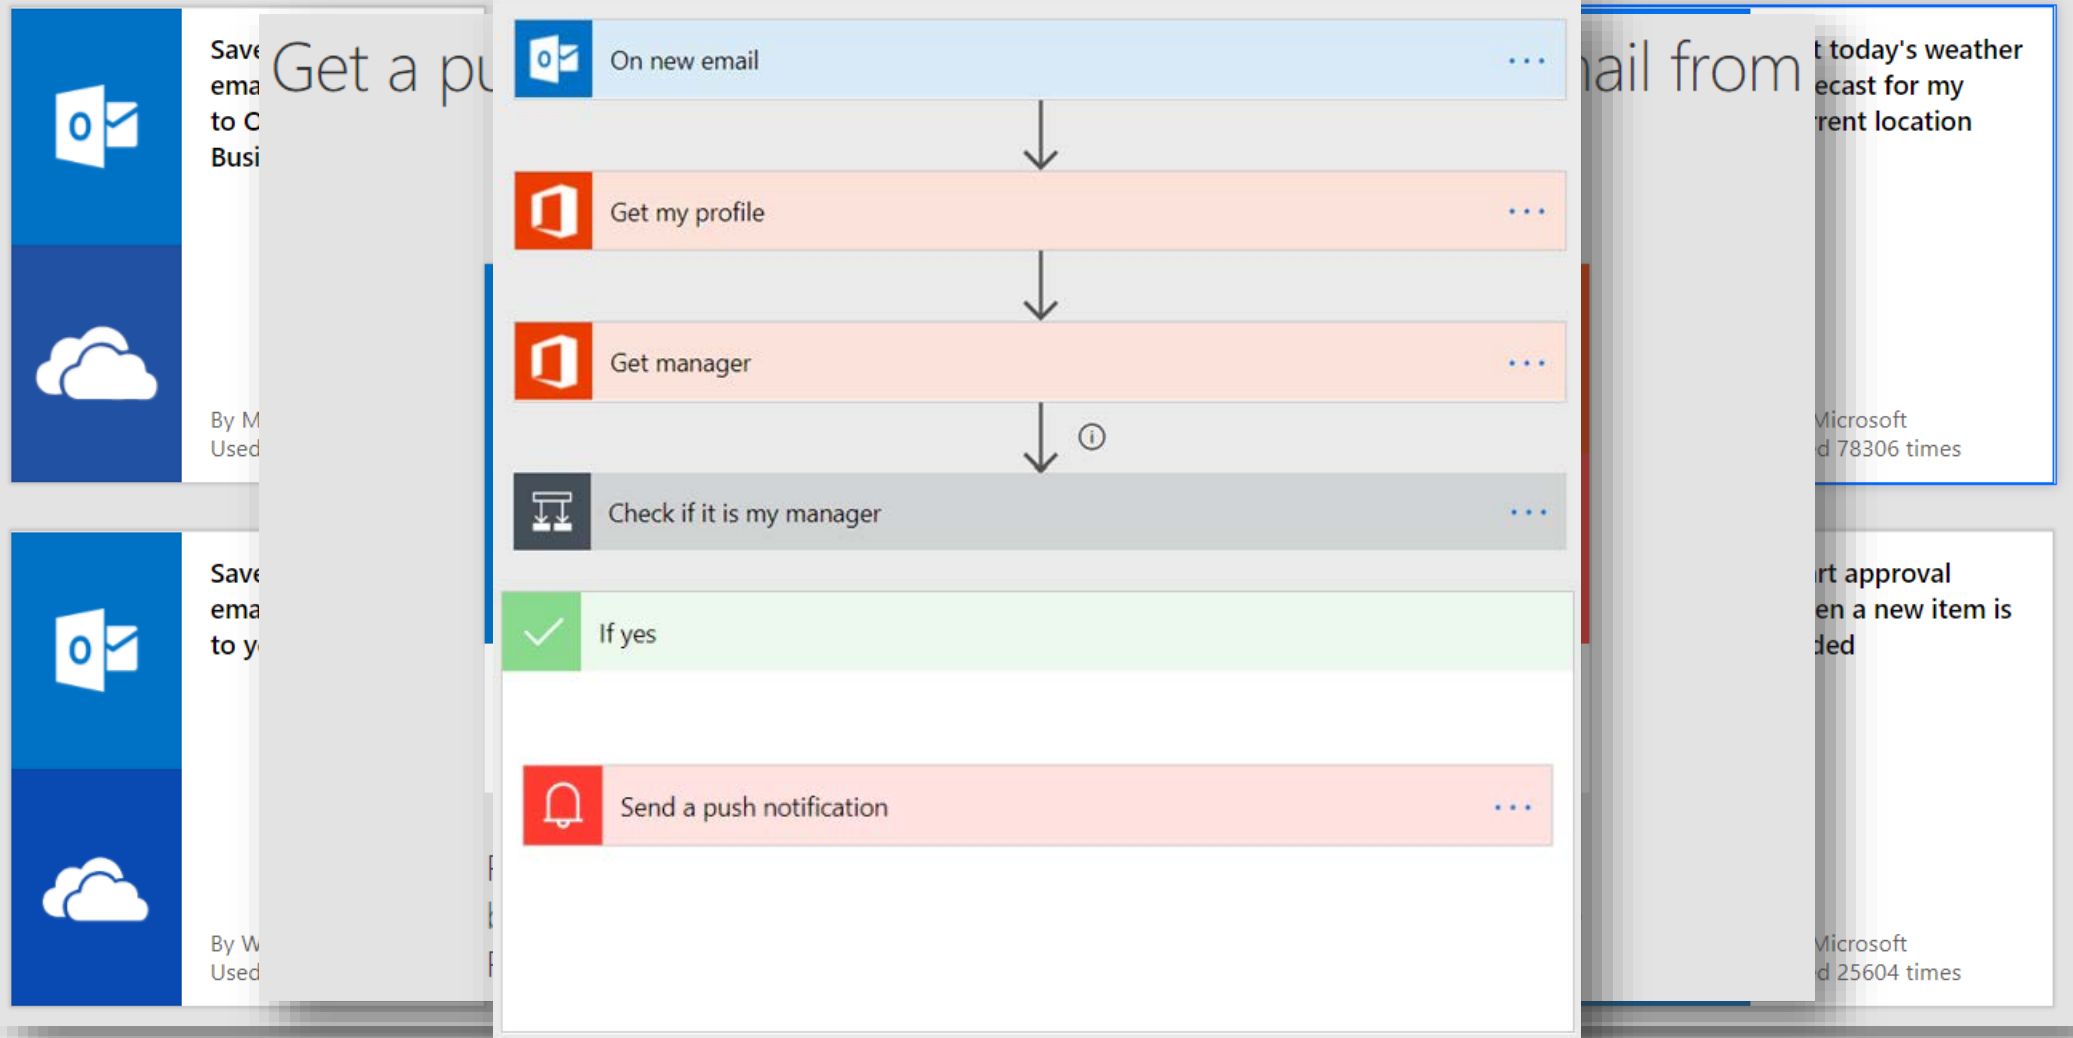 Save
ema
to O
Busi
By M
Used
Get a pu
ail from
On new email
Get my profile
Get manager
Check if it is my manager
If yes
Send a push notification
t today's weather
ecast for my
rrent location
Microsoft
d 78306 times
Save
ema
to y
By W
Used
rt approval
en a new item is
ded
Microsoft
d 25604 times